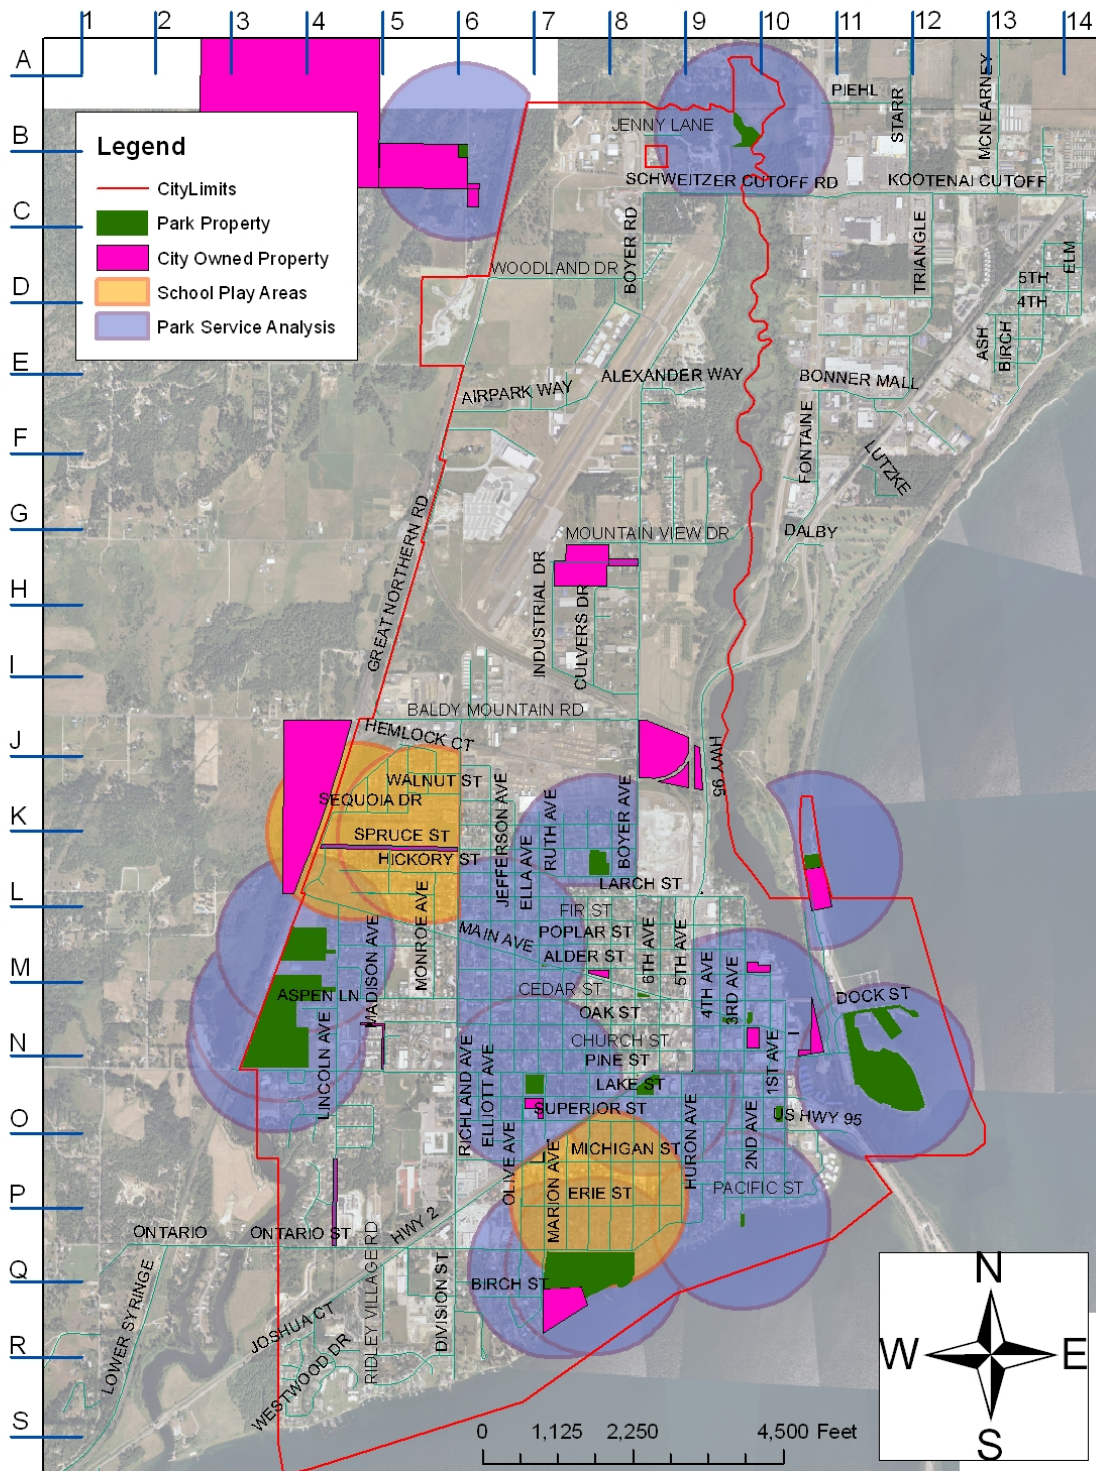 1 2 3 4 5 6 7 8 9 10 11 12 13 14
A
B
C
D
E
F
G
H
I
J
K
L
M
N
O
P
Q
R
S
Legend
CityLimits
Park Property
City Owned Property
School Play Areas
Park Service Analysis
PIEHL
STARR
MCNEARNEY
JENNY LANE
SCHWEITZER CUTOFF RD
KOOTENAI CUTOFF
BOYER RD
TRIANGLE
ELM
WOODLAND DR
5TH
4TH
ASH
BIRCH
AIRPARK WAY
ALEXANDER WAY
BONNER MALL
FONTAINE
LUTZKE
GREAT NORTHERN RD
MOUNTAIN VIEW DR
DALBY
INDUSTRIAL DR
CULVERS DR
BALDY MOUNTAIN RD
HEMLOCK CT
HWY 95
WALNUT ST
SEQUOIA DR
JEFFERSON AVE
RUTH AVE
BOYER AVE
SPRUCE ST
HICKORY ST
ELLA AVE
LARCH ST
FIR ST
MAIN AVE
POPLAR ST
MADISON AVE
MONROE AVE
ALDER ST
6TH AVE
5TH AVE
4TH AVE
3RD AVE
ASPEN LN
CEDAR ST
DOCK ST
OAK ST
CHURCH ST
PINE ST
1ST AVE
LINCOLN AVE
RICHLAND AVE
ELLIOTT AVE
LAKE ST
SUPERIOR ST
US HWY 95
HURON AVE
2ND AVE
OLIVE AVE
MARION AVE
MICHIGAN ST
ERIE ST
PACIFIC ST
ONTARIO
ONTARIO ST
HWY 2
RIDLEY VILLAGE RD
DIVISION ST
BIRCH ST
LOWER SYRINGE
JOSHUA CT
WESTWOOD DR
N
W E
S
0 1,125 2,250 4,500 Feet